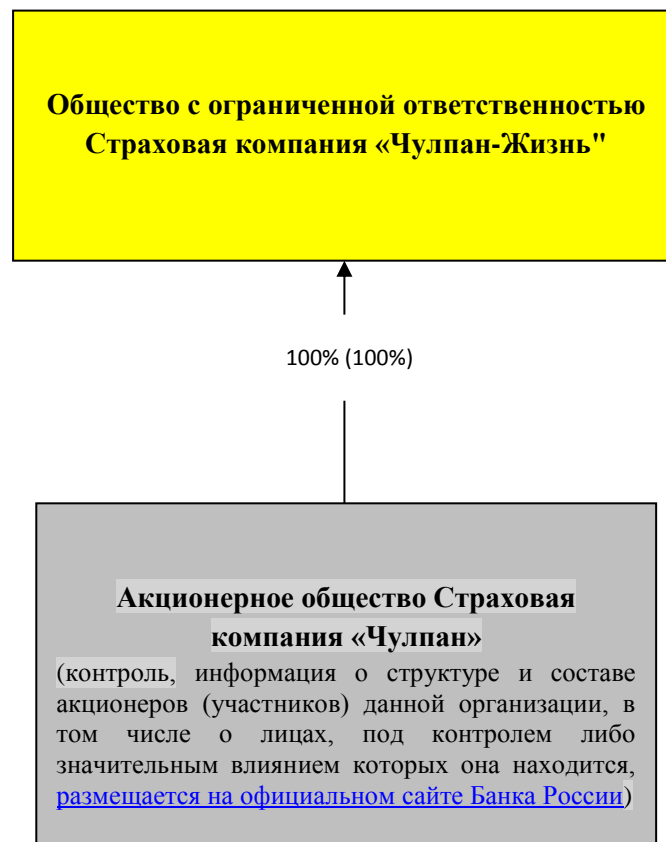 Общество с ограниченной ответственностью
Страховая компания «Чулпан-Жизнь"
100% (100%)
Акционерное общество Страховая
компания «Чулпан»
(контроль, информация о структуре и составе
акционеров (участников) данной организации, в
том числе о лицах, под контролем либо
значительным влиянием которых она находится,
размещается на официальном сайте Банка России)